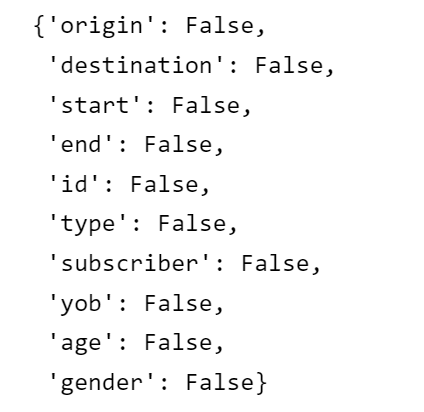 {'origin': False,
'destination': False,
'start': False,
'end': False,
'id': False,
'type': False,
'subscriber': False,
'yob': False,
'age': False,
'gender': False}